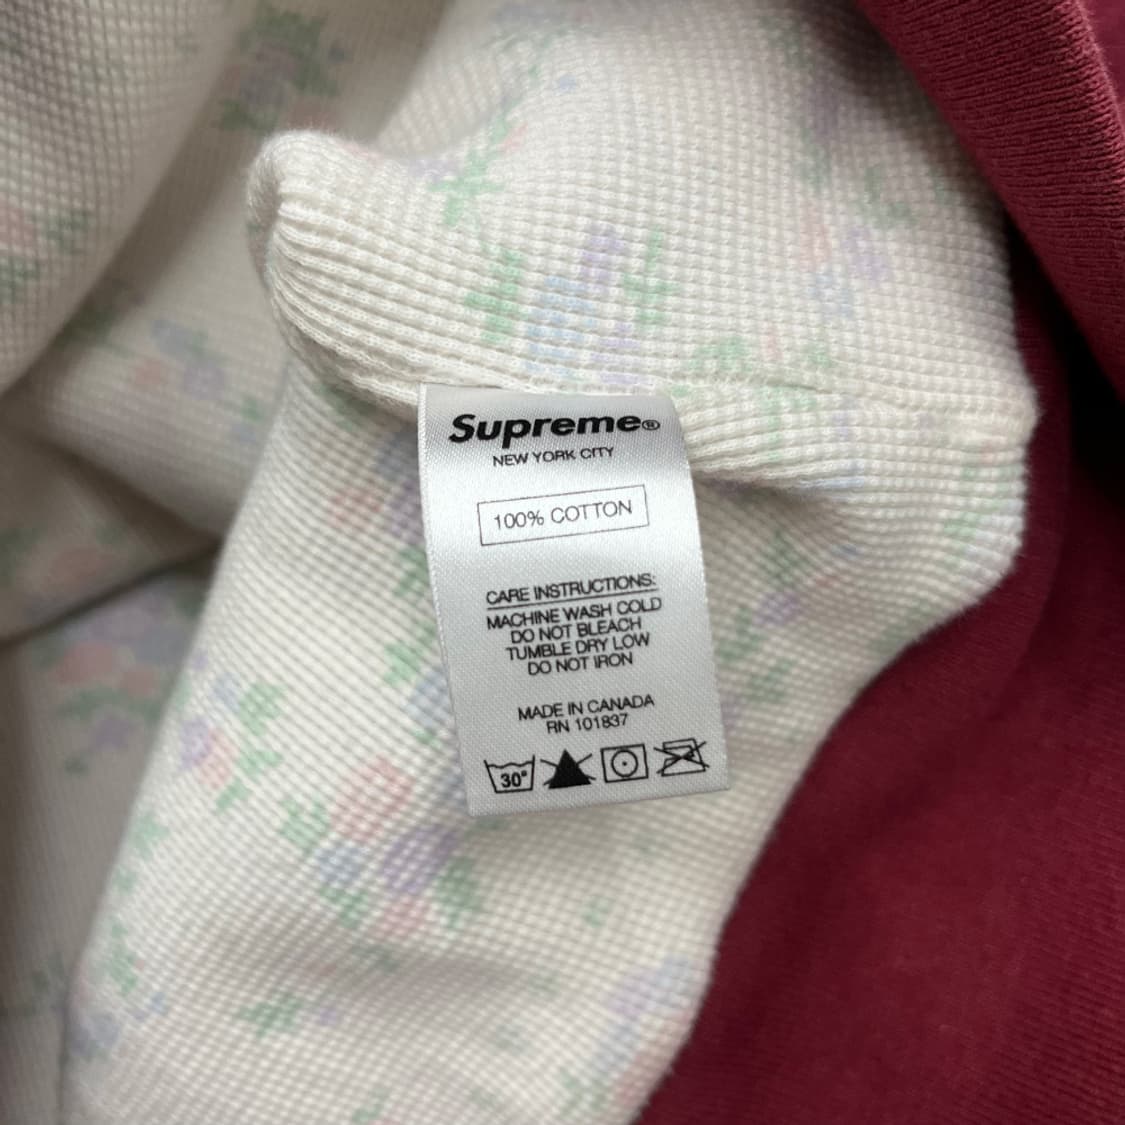 Supreme®
NEW YORK CITY
100% COTTON
CARE INSTRUCTIONS:
MACHINE WASH COLD
DO NOT BLEACH
TUMBLE DRY LOW
DO NOT IRON
MADE IN CANADA
RN 101837
30°